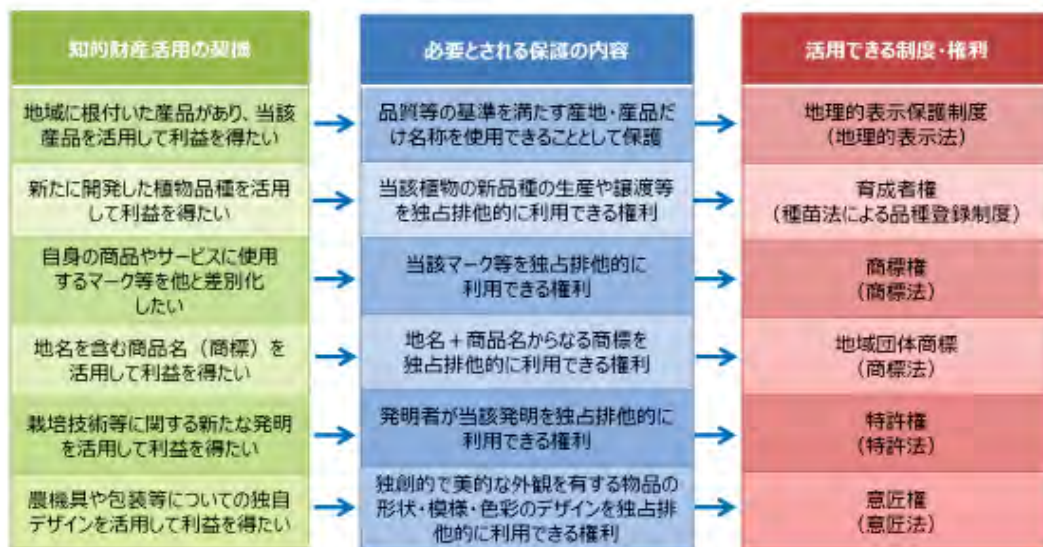 知的財産活用の契機
必要とされる保護の内容
活用できる制度・権利
地域に根付いた産品があり、当該
産品を活用して利益を得たい
品質等の基準を満たす産地・産品だ
け名称を使用できることとして保護
地理的表示保護制度
（地理的表示法）
新たに開発した植物品種を活用
して利益を得たい
当該植物の新品種の生産や譲渡等
を独占排他的に利用できる権利
育成者権
（種苗法による品種登録制度）
自身の商品やサービスに使用
するマーク等を他と差別化
したい
当該マーク等を独占排他的に
利用できる権利
商標権
（商標法）
地名を含む商品名（商標）を
活用して利益を得たい
地名＋商品名からなる商標を
独占排他的に利用できる権利
地域団体商標
（商標法）
栽培技術等に関する新たな発明
を活用して利益を得たい
発明者が当該発明を独占排他的に
利用できる権利
特許権
（特許法）
農機具や包装等についての独自
デザインを活用して利益を得たい
独創的で美的な外観を有する物品の
形状・模様・色彩のデザインを独占排
他的に利用できる権利
意匠権
（意匠法）